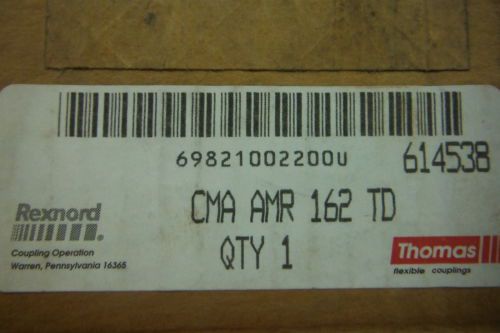 69821002200U 614538
CMA AMR 162 TD
QTY 1
Rexnord
Coupling Operation
Warren, Pennsylvania 16365
Thomas
flexible couplings